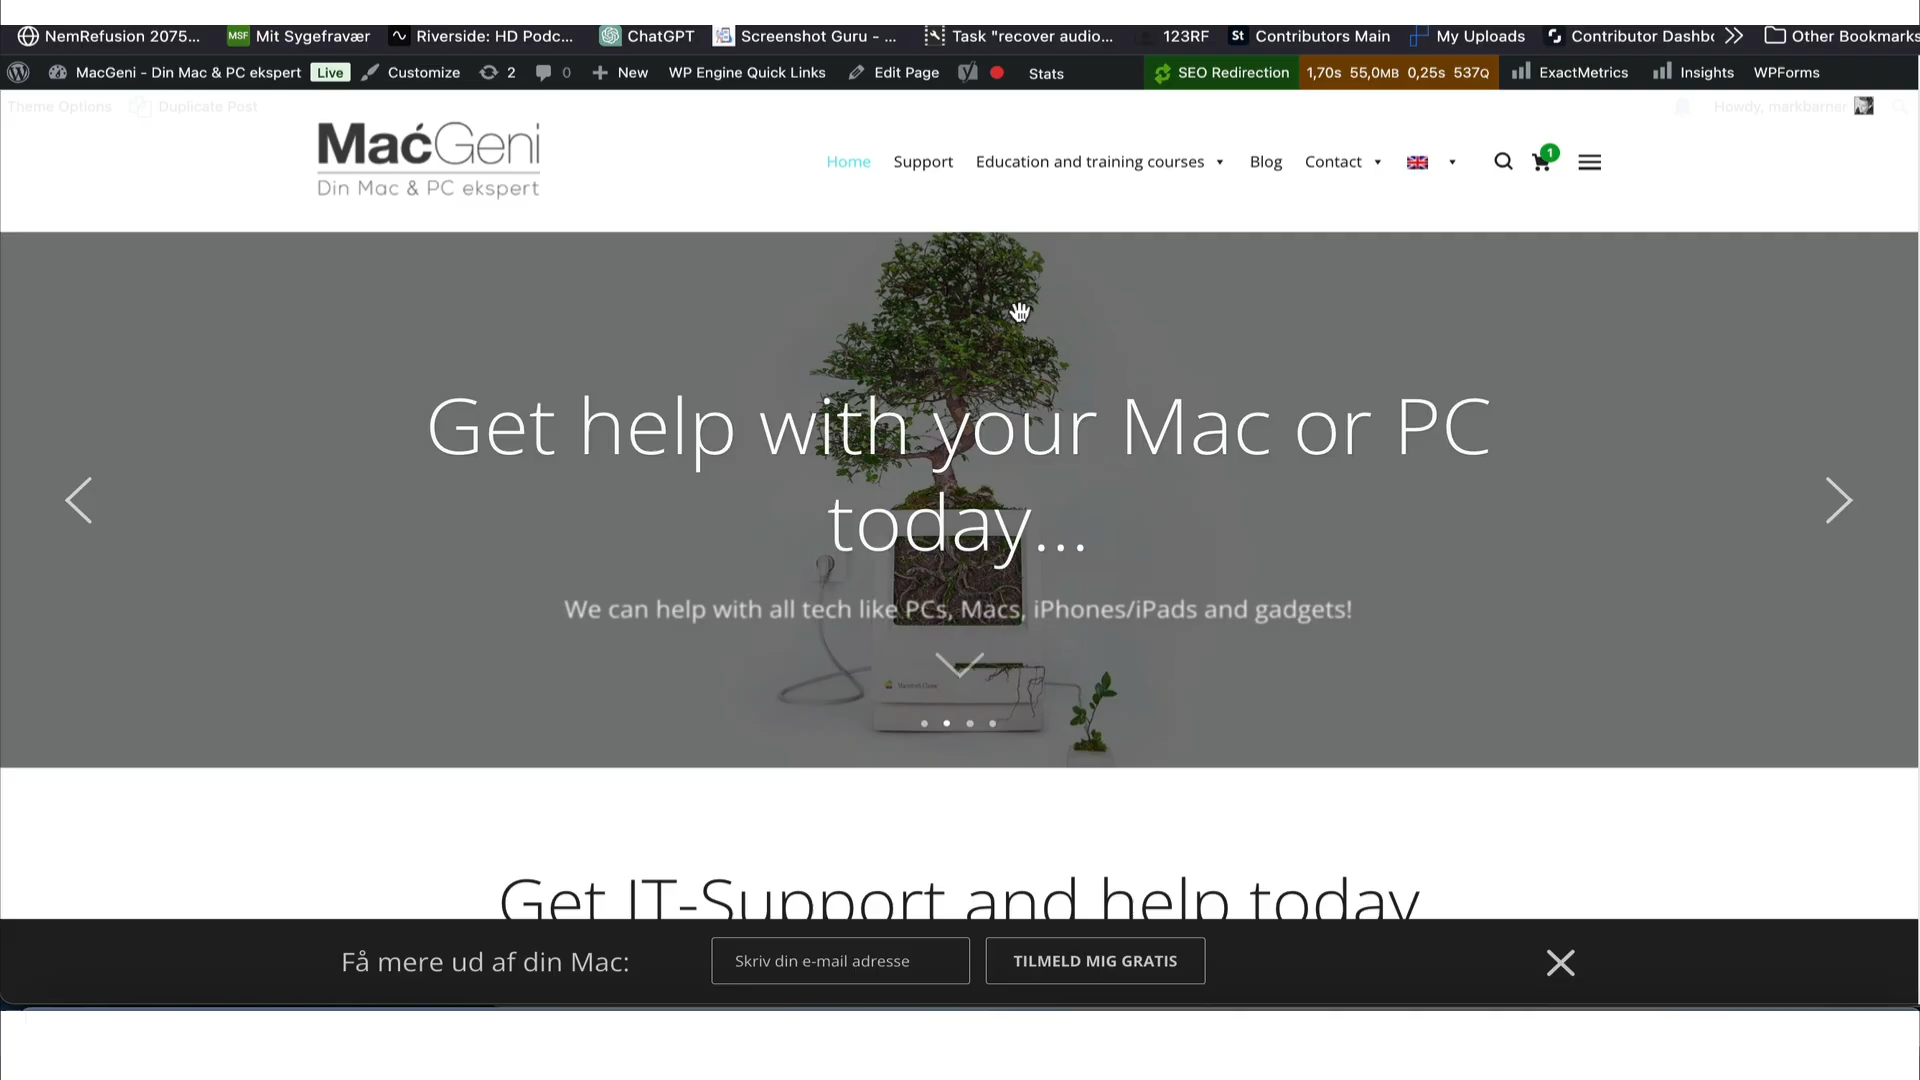 NemRefusion 2075... MSF Mit Sygefravær Riverside: HD Podc... ChatGPT Screenshot Guru - ... Task "recover audio... 123RF St Contributors Main My Uploads Contributor Dashbo Other Bookmarks
MacGeni - Din Mac & PC ekspert Live Customize 2 0 New WP Engine Quick Links Edit Page Stats SEO Redirection 1,70s 55,0MB 0,25s 537Q ExactMetrics Insights WPForms
Theme Options Duplicate Post Howdy, markbarner
MacGeni
Din Mac & PC ekspert
Home Support Education and training courses Blog Contact 1
Get help with your Mac or PC
today...
We can help with all tech like PCs, Macs, iPhones/iPads and gadgets!
Get IT-Support and help today
Få mere ud af din Mac: Skriv din e-mail adresse TILMELD MIG GRATIS